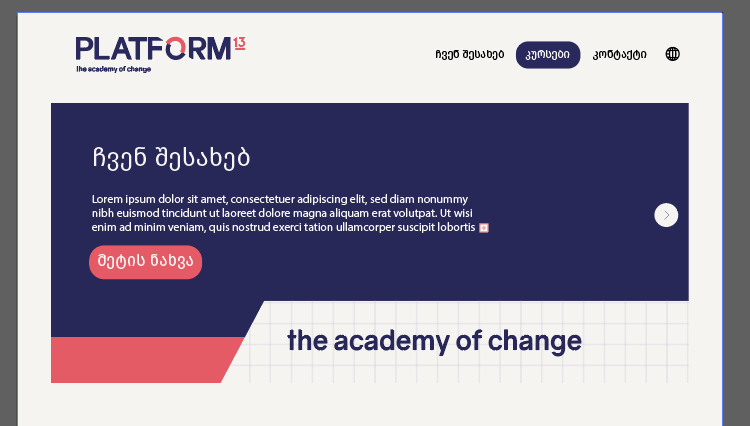 PLATFORM 13
the academy of change
ჩვენ შესახებ
კურსები
კონტაქტი
ჩვენ შესახებ
Lorem ipsum dolor sit amet, consectetuer adipiscing elit, sed diam nonummy
nibh euismod tincidunt ut laoreet dolore magna aliquam erat volutpat. Ut wisi
enim ad minim veniam, quis nostrud exerci tation ullamcorper suscipit lobortis
მეტის ნახვა
the academy of change